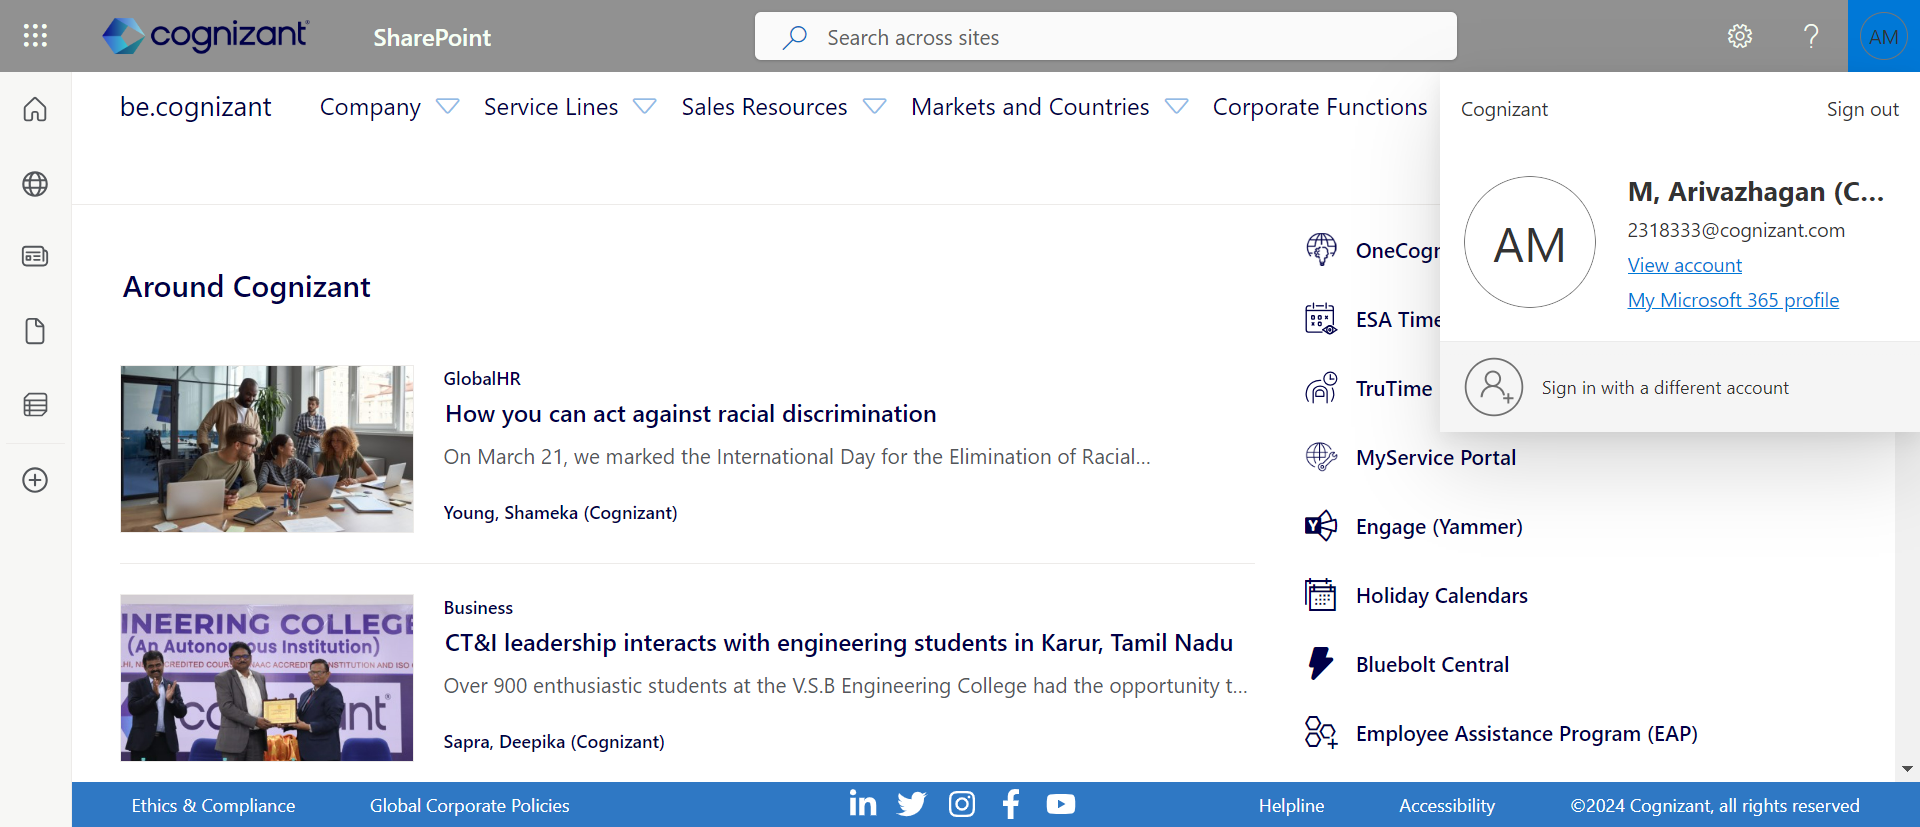 cognizant
SharePoint
Search across sites
AM
be.cognizant
Company
Service Lines
Sales Resources
Markets and Countries
Corporate Functions
Cognizant
Sign out
AM
M, Arivazhagan (C...
2318333@cognizant.com
View account
My Microsoft 365 profile
Sign in with a different account
Around Cognizant
GlobalHR
How you can act against racial discrimination
On March 21, we marked the International Day for the Elimination of Racial...
Young, Shameka (Cognizant)
INEERING COLLEGE
(An Autonomous Institution)
Business
CT&I leadership interacts with engineering students in Karur, Tamil Nadu
Over 900 enthusiastic students at the V.S.B Engineering College had the opportunity t...
Sapra, Deepika (Cognizant)
OneCogn
ESA Time
TruTime
MyService Portal
Engage (Yammer)
Holiday Calendars
Bluebolt Central
Employee Assistance Program (EAP)
Ethics & Compliance
Global Corporate Policies
Helpline
Accessibility
©2024 Cognizant, all rights reserved